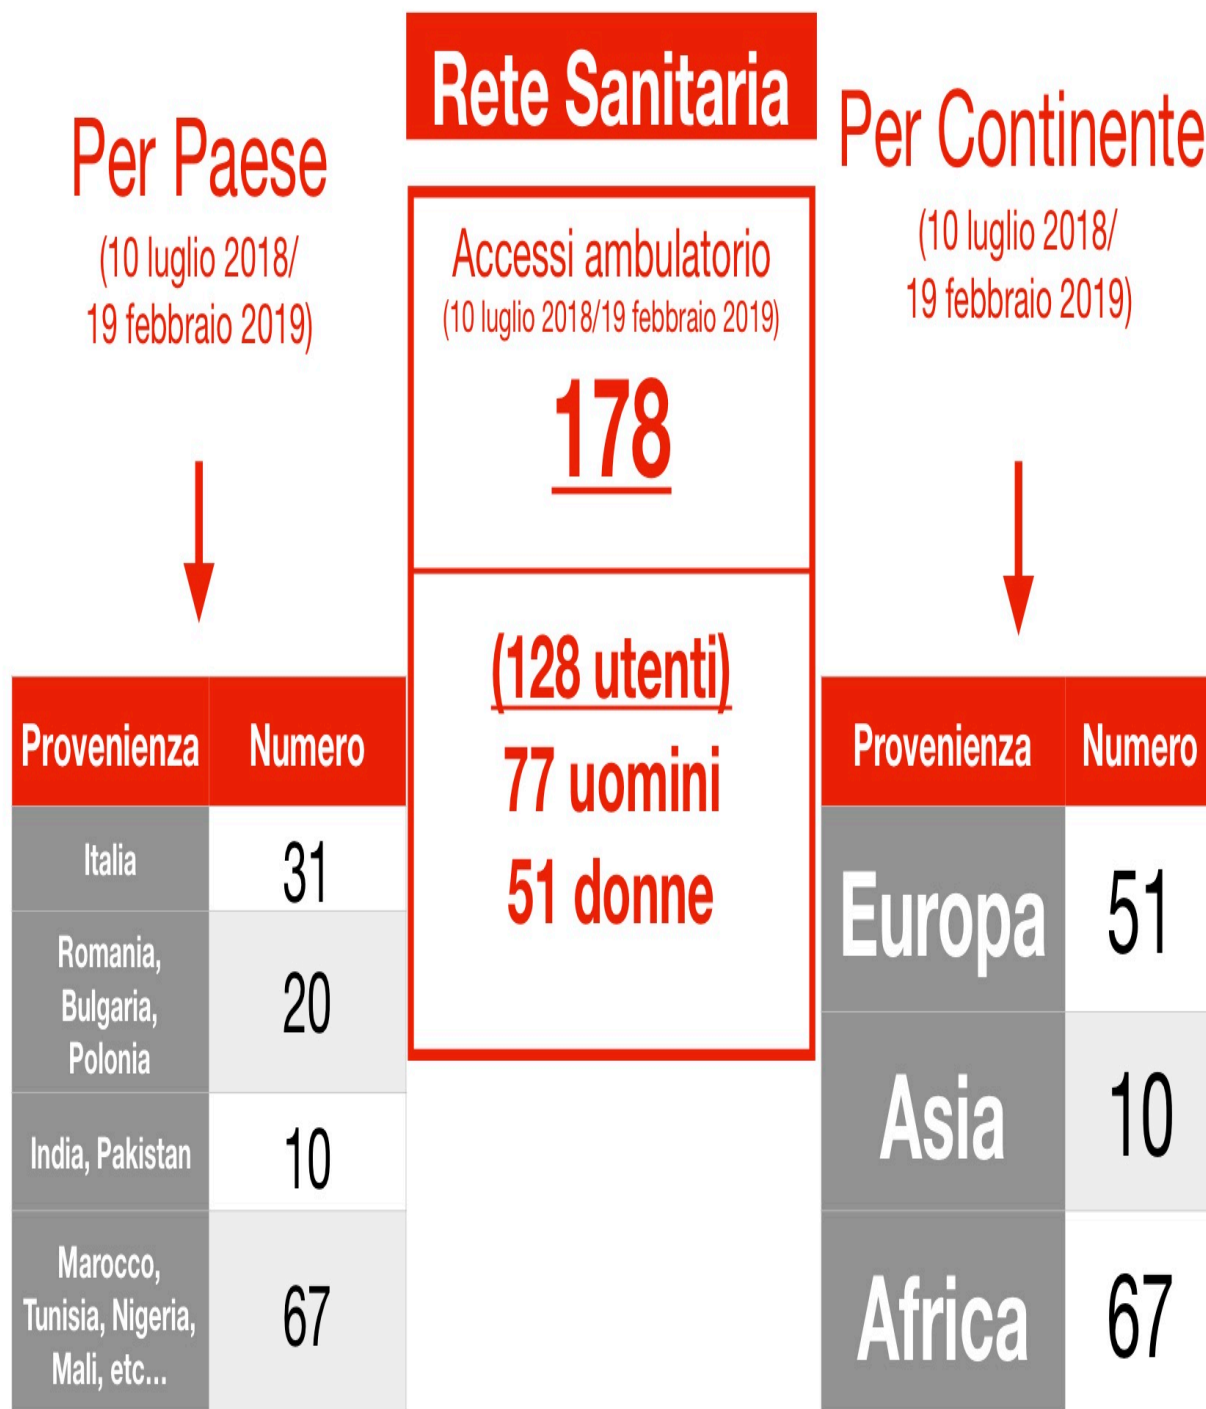 Rete Sanitaria
Per Paese
(10 luglio 2018/
19 febbraio 2019)
Accessi ambulatorio
(10 luglio 2018/19 febbraio 2019)
178
(128 utenti)
77 uomini
51 donne
Per Continente
(10 luglio 2018/
19 febbraio 2019)
Provenienza Numero
Italia 31
Romania,
Bulgaria, 20
Polonia
India, Pakistan 10
Marocco,
Tunisia, Nigeria, 67
Mali, etc...
Provenienza Numero
Europa 51
Asia 10
Africa 67